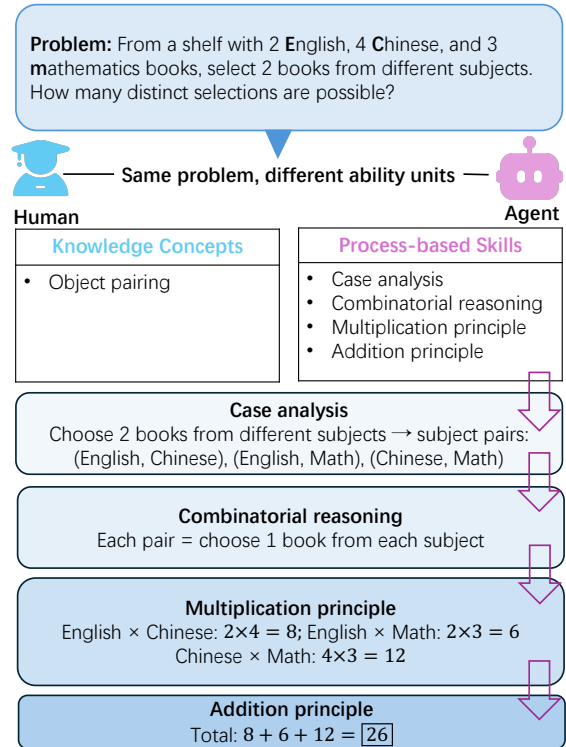 Problem: From a shelf with 2 English, 4 Chinese, and 3
mathematics books, select 2 books from different subjects.
How many distinct selections are possible?
Same problem, different ability units
Human
Agent
Knowledge Concepts
• Object pairing
Process-based Skills
• Case analysis
• Combinatorial reasoning
• Multiplication principle
• Addition principle
Case analysis
Choose 2 books from different subjects → subject pairs:
(English, Chinese), (English, Math), (Chinese, Math)
Combinatorial reasoning
Each pair = choose 1 book from each subject
Multiplication principle
English × Chinese: 2×4 = 8; English × Math: 2×3 = 6
Chinese × Math: 4×3 = 12
Addition principle
Total: 8 + 6 + 12 = 26